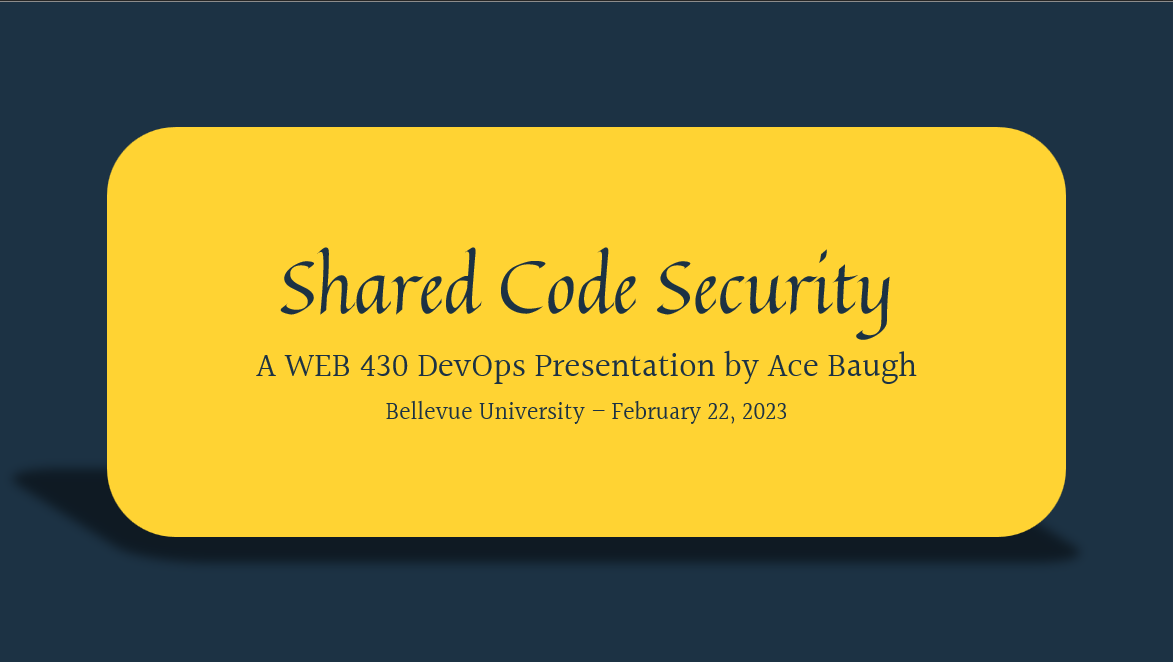 Shared Code Security
A WEB 430 DevOps Presentation by Ace Baugh
Bellevue University – February 22, 2023